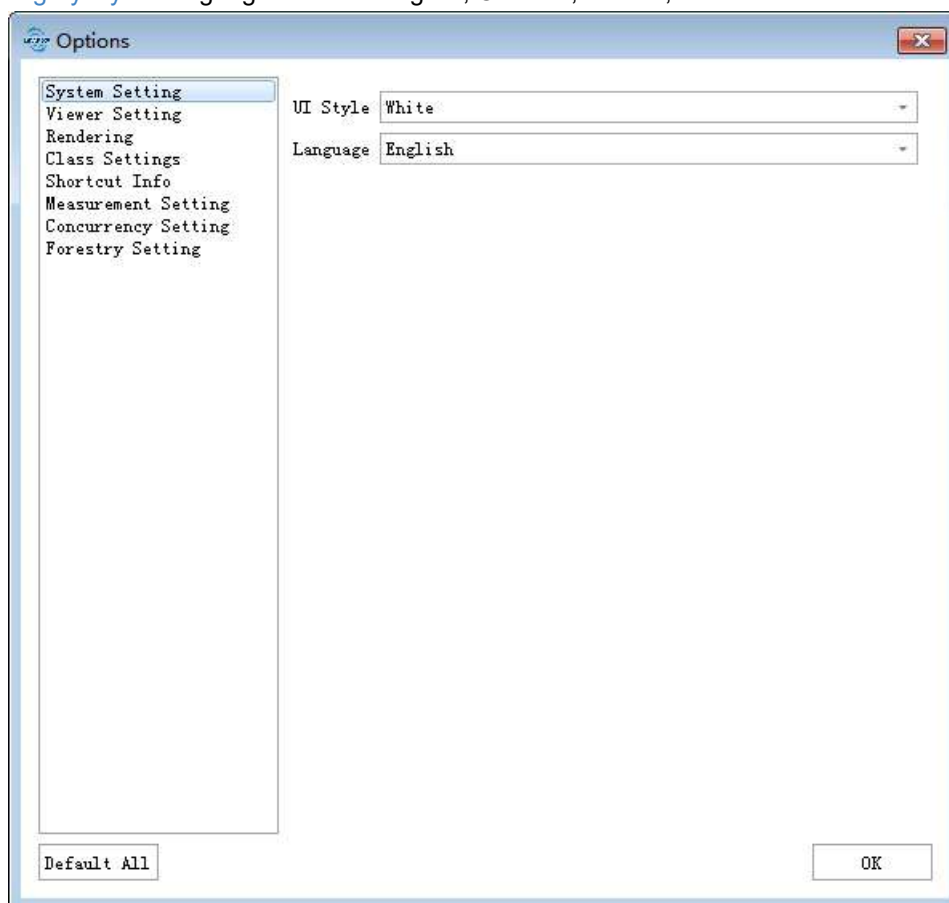 Options
System Setting
Viewer Setting
Rendering
Class Settings
Shortcut Info
Measurement Setting
Concurrency Setting
Forestry Setting
UI Style White
Language English
Default All
OK